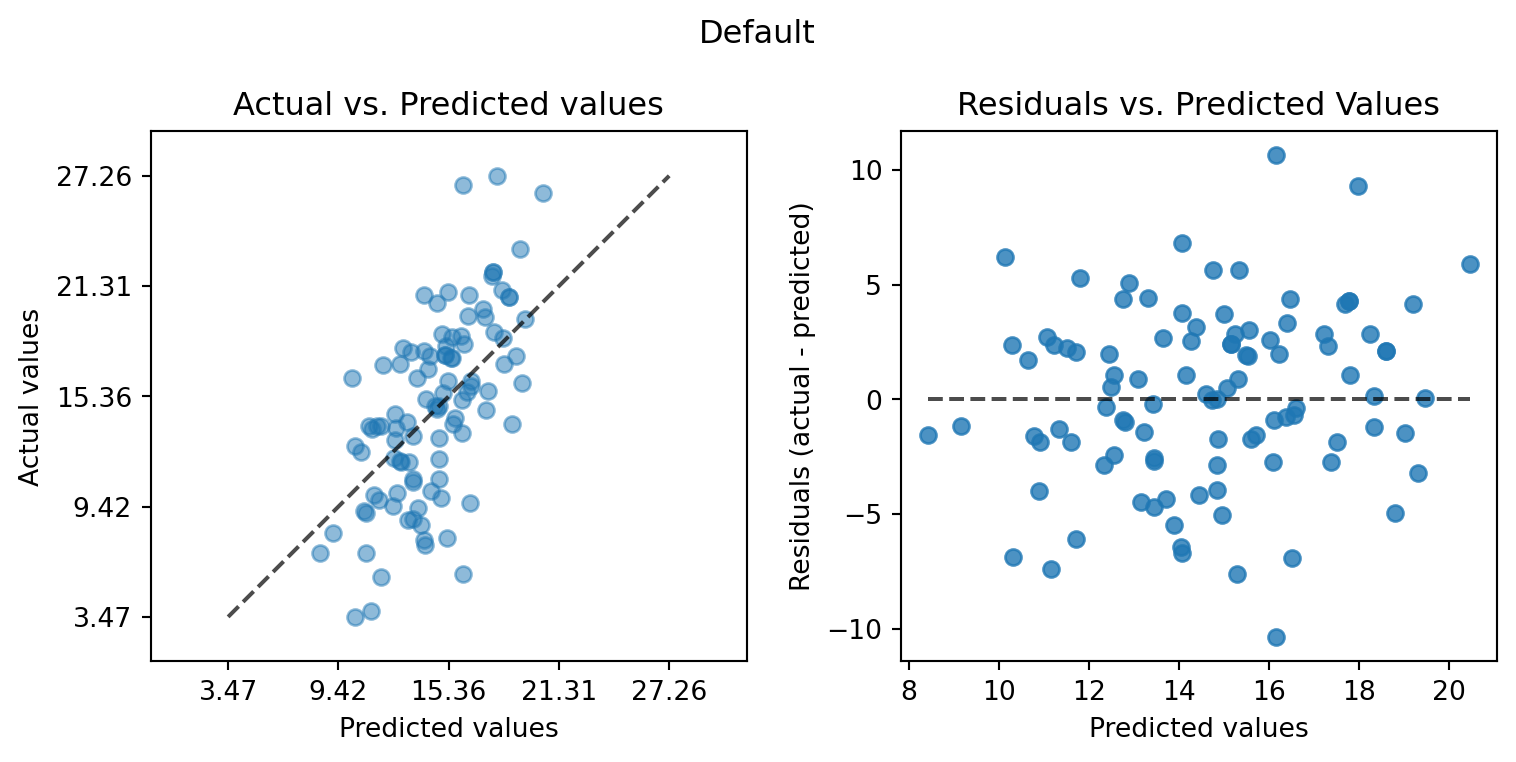 Default
Actual vs. Predicted values
27.26
21.31
15.36
9.42
3.47
Actual values
3.47 9.42 15.36 21.31 27.26
Predicted values
Residuals vs. Predicted Values
10
5
0
−5
−10
Residuals (actual - predicted)
8 10 12 14 16 18 20
Predicted values